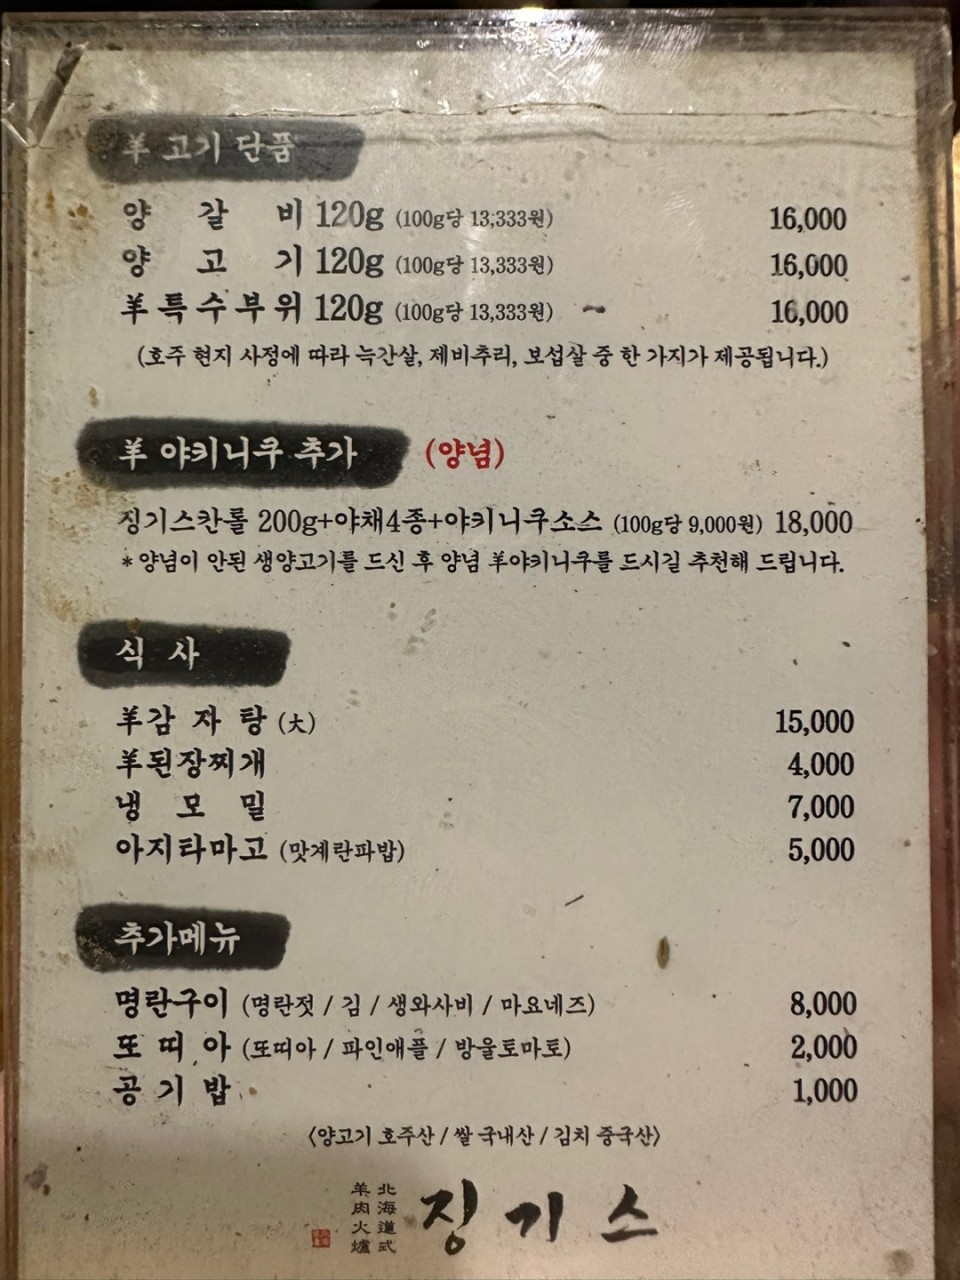 羊 고기 단품
양 갈 비 120g (100g당 13,333원) 16,000
양 고 기 120g (100g당 13,333원) 16,000
羊특수부위 120g (100g당 13,333원) 16,000
(호주 현지 사정에 따라 늑간살, 제비추리, 보섭살 중 한 가지가 제공됩니다.)
羊 야키니쿠 추가 (양념)
징기스칸롤 200g+야채4종+야키니쿠소스 (100g당 9,000원) 18,000
* 양념이 안된 생양고기를 드신 후 양념 羊야키니쿠를 드시길 추천해 드립니다.
식 사
羊감 자 탕 (大) 15,000
羊된장찌개 4,000
냉 모 밀 7,000
아지타마고 (맛계란파밥) 5,000
추가메뉴
명란구이 (명란젓 / 김 / 생와사비 / 마요네즈) 8,000
또 띠 아 (또띠아 / 파인애플 / 방울토마토) 2,000
공 기 밥 1,000
〈양고기 호주산 / 쌀 국내산 / 김치 중국산〉
北海道式
羊肉火爐
징기스